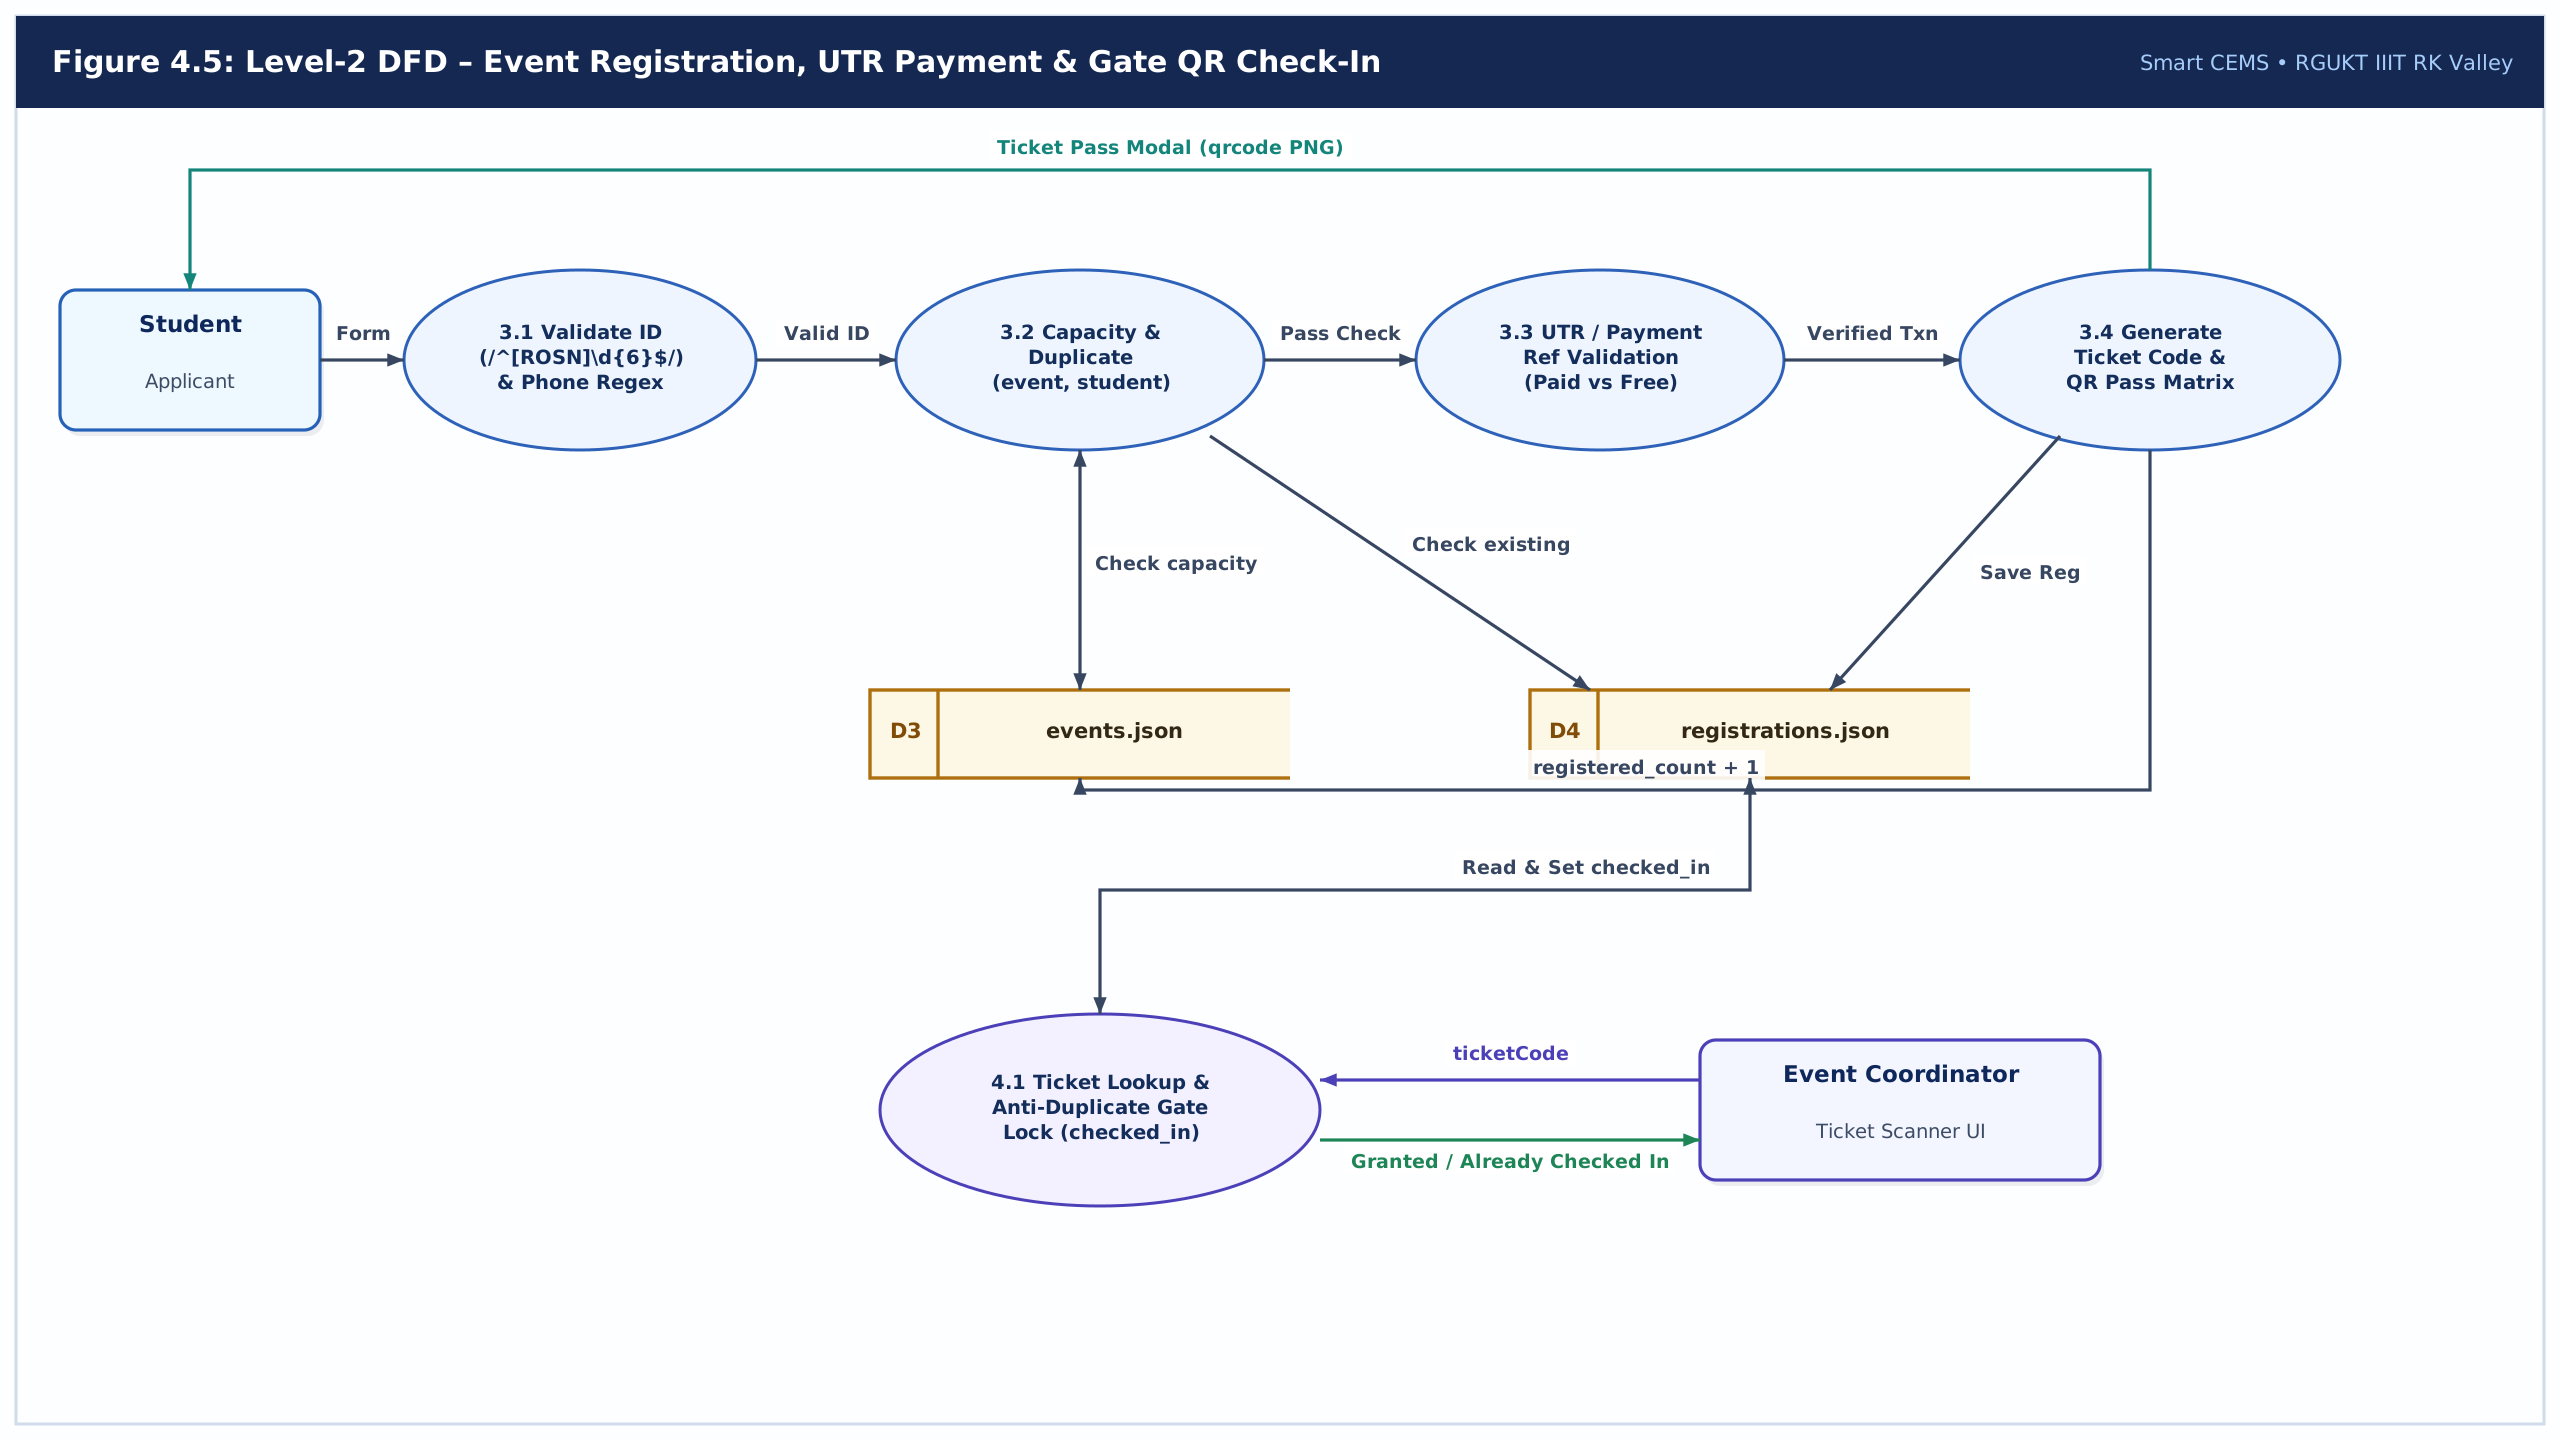 Figure 4.5: Level-2 DFD – Event Registration, UTR Payment & Gate QR Check-In
Smart CEMS • RGUKT IIIT RK Valley
Ticket Pass Modal (qrcode PNG)
Student
Applicant
Form
3.1 Validate ID
(/^[ROSN]\d{6}$/)
& Phone Regex
Valid ID
3.2 Capacity &
Duplicate
(event, student)
Pass Check
3.3 UTR / Payment
Ref Validation
(Paid vs Free)
Verified Txn
3.4 Generate
Ticket Code &
QR Pass Matrix
Check capacity
Check existing
Save Reg
D3
events.json
D4
registrations.json
registered_count + 1
Read & Set checked_in
4.1 Ticket Lookup &
Anti-Duplicate Gate
Lock (checked_in)
ticketCode
Granted / Already Checked In
Event Coordinator
Ticket Scanner UI